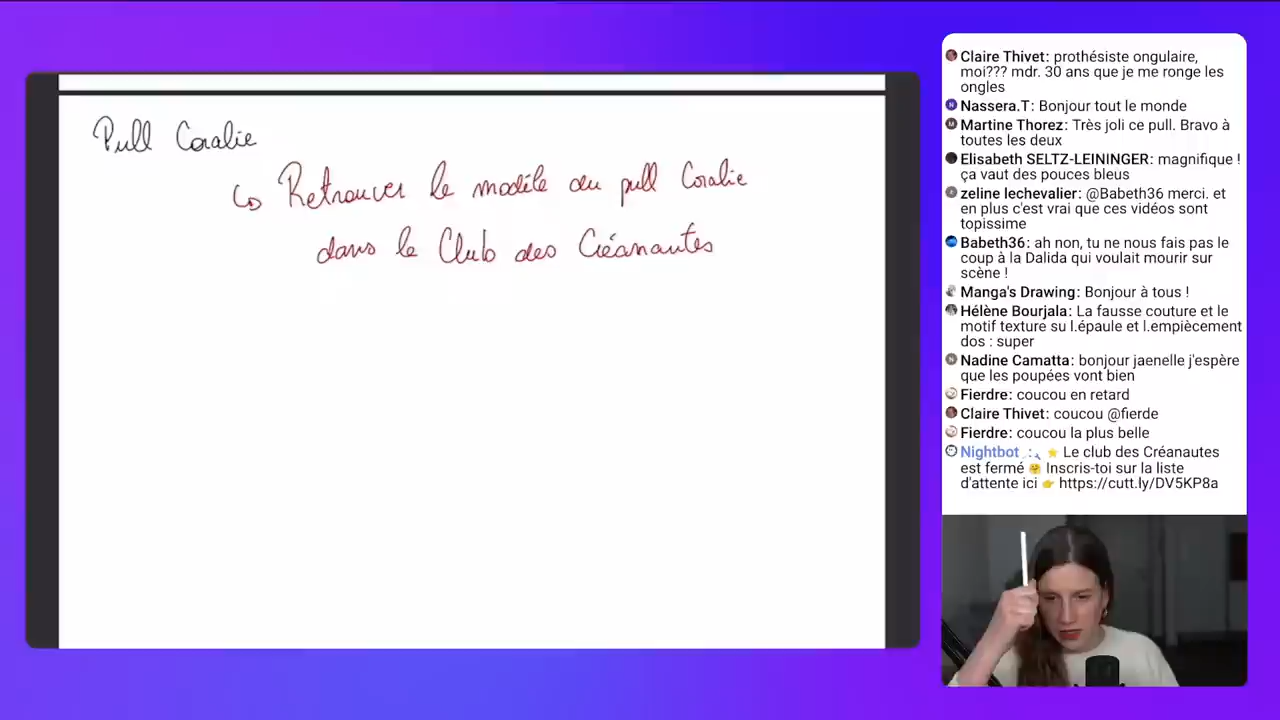 Pull Coralie
↳ Retrouver le modèle du pull Coralie
dans le Club des Créanautes
Claire Thivet: prothésiste ongulaire,
moi??? mdr. 30 ans que je me ronge les
ongles
Nassera.T: Bonjour tout le monde
Martine Thorez: Très joli ce pull. Bravo à
toutes les deux
Elisabeth SELTZ-LEININGER: magnifique !
ça vaut des pouces bleus
zeline lechevalier: @Babeth36 merci. et
en plus c'est vrai que ces vidéos sont
topissime
Babeth36: ah non, tu ne nous fais pas le
coup à la Dalida qui voulait mourir sur
scène !
Manga's Drawing: Bonjour à tous !
Hélène Bourjala: La fausse couture et le
motif texture su l.épaule et l.empiècement
dos : super
Nadine Camatta: bonjour jaenelle j'espère
que les poupées vont bien
Fierdre: coucou en retard
Claire Thivet: coucou @fierde
Fierdre: coucou la plus belle
Nightbot : ⭐ Le club des Créanautes
est fermé 🤗 Inscris-toi sur la liste
d'attente ici 👉 https://cutt.ly/DV5KP8a